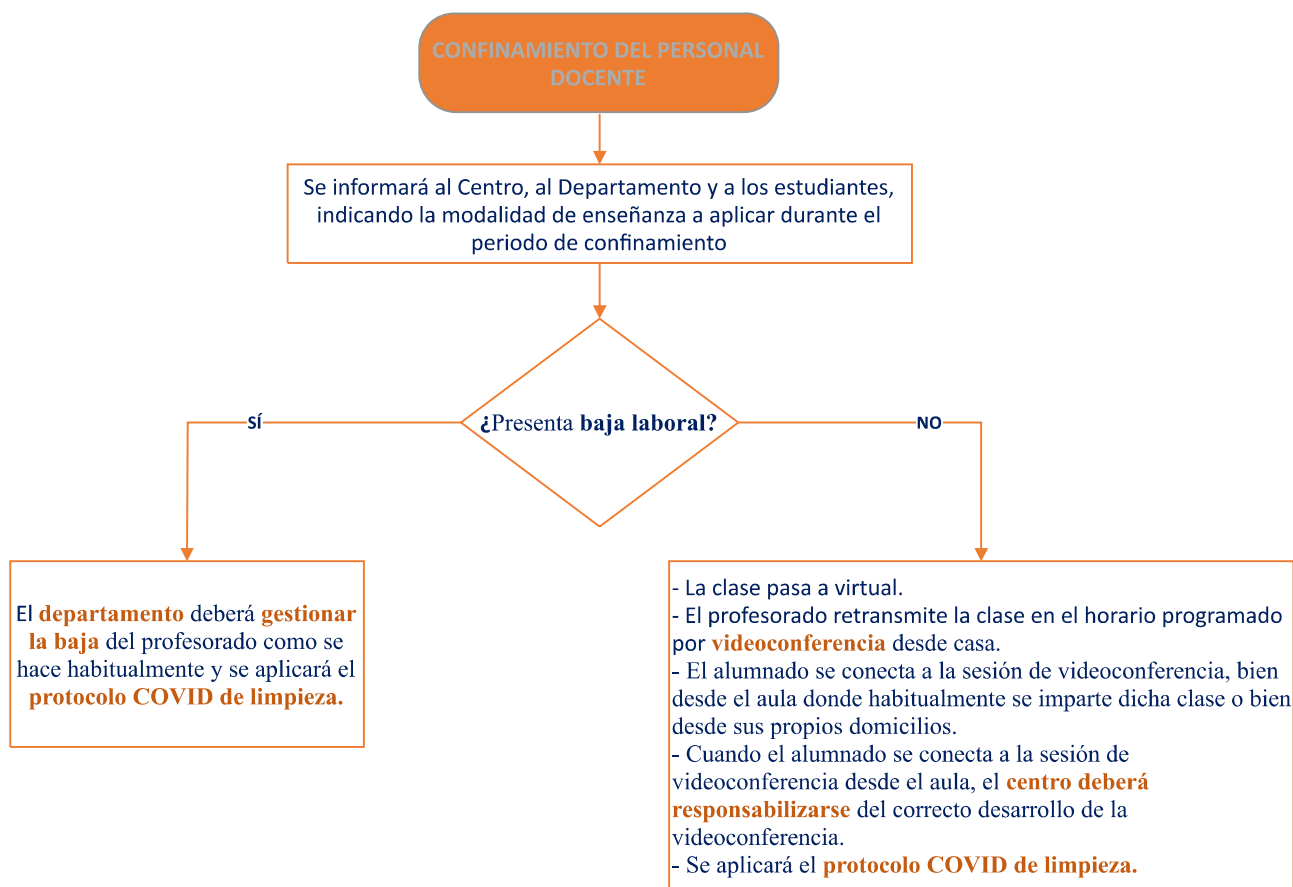 CONFINAMIENTO DEL PERSONAL
DOCENTE
Se informará al Centro, al Departamento y a los estudiantes,
indicando la modalidad de enseñanza a aplicar durante el
periodo de confinamiento
¿Presenta baja laboral?
SÍ
NO
El departamento deberá gestionar
la baja del profesorado como se
hace habitualmente y se aplicará el
protocolo COVID de limpieza.
- La clase pasa a virtual.
- El profesorado retransmite la clase en el horario programado
por videoconferencia desde casa.
- El alumnado se conecta a la sesión de videoconferencia, bien
desde el aula donde habitualmente se imparte dicha clase o bien
desde sus propios domicilios.
- Cuando el alumnado se conecta a la sesión de
videoconferencia desde el aula, el centro deberá
responsabilizarse del correcto desarrollo de la
videoconferencia.
- Se aplicará el protocolo COVID de limpieza.